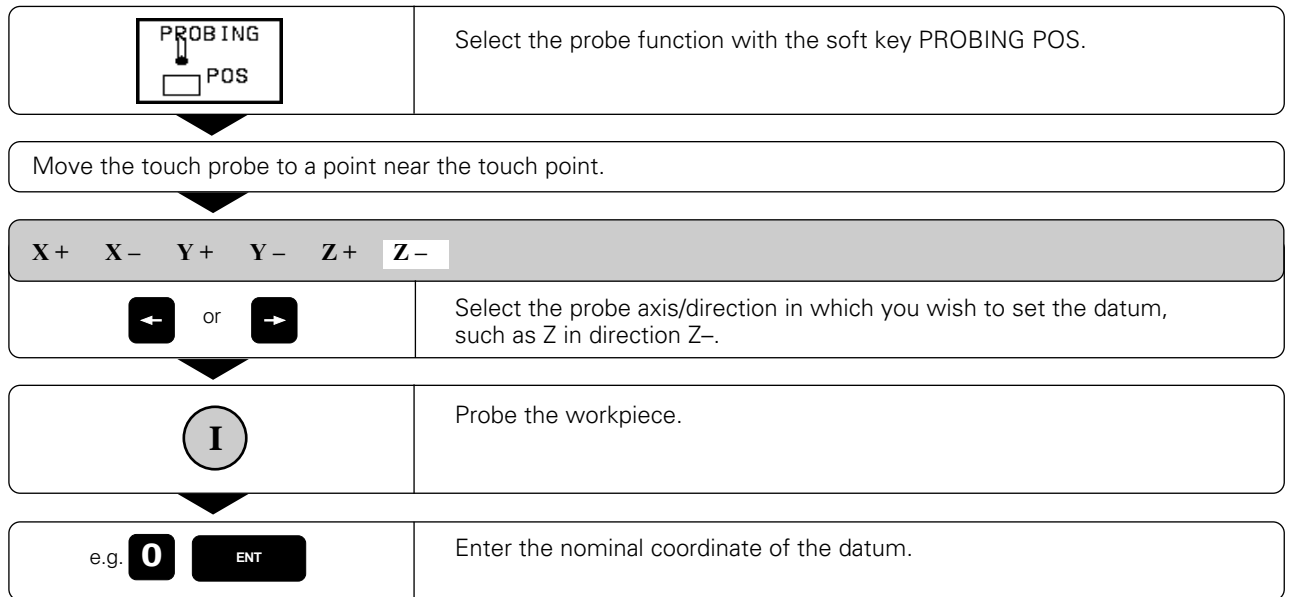 PROBING
POS
Select the probe function with the soft key PROBING POS.
Move the touch probe to a point near the touch point.
X + X – Y + Y – Z + Z –
or
Select the probe axis/direction in which you wish to set the datum,
such as Z in direction Z–.
I
Probe the workpiece.
e.g. 0 ENT
Enter the nominal coordinate of the datum.